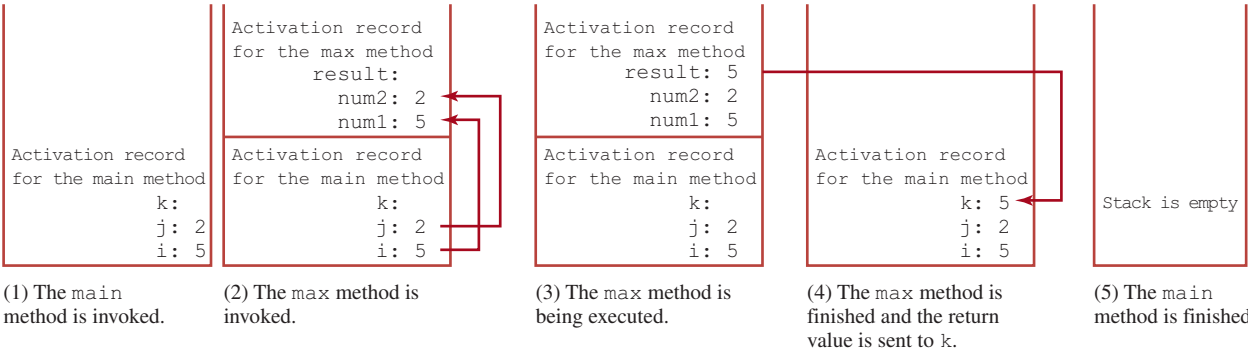 Activation record
for the main method
k:
j: 2
i: 5
(1) The main
method is invoked.
Activation record
for the max method
result:
num2: 2
num1: 5
Activation record
for the main method
k:
j: 2
i: 5
(2) The max method is
invoked.
Activation record
for the max method
result: 5
num2: 2
num1: 5
Activation record
for the main method
k:
j: 2
i: 5
(3) The max method is
being executed.
Activation record
for the main method
k: 5
j: 2
i: 5
(4) The max method is
finished and the return
value is sent to k.
Stack is empty
(5) The main
method is finished